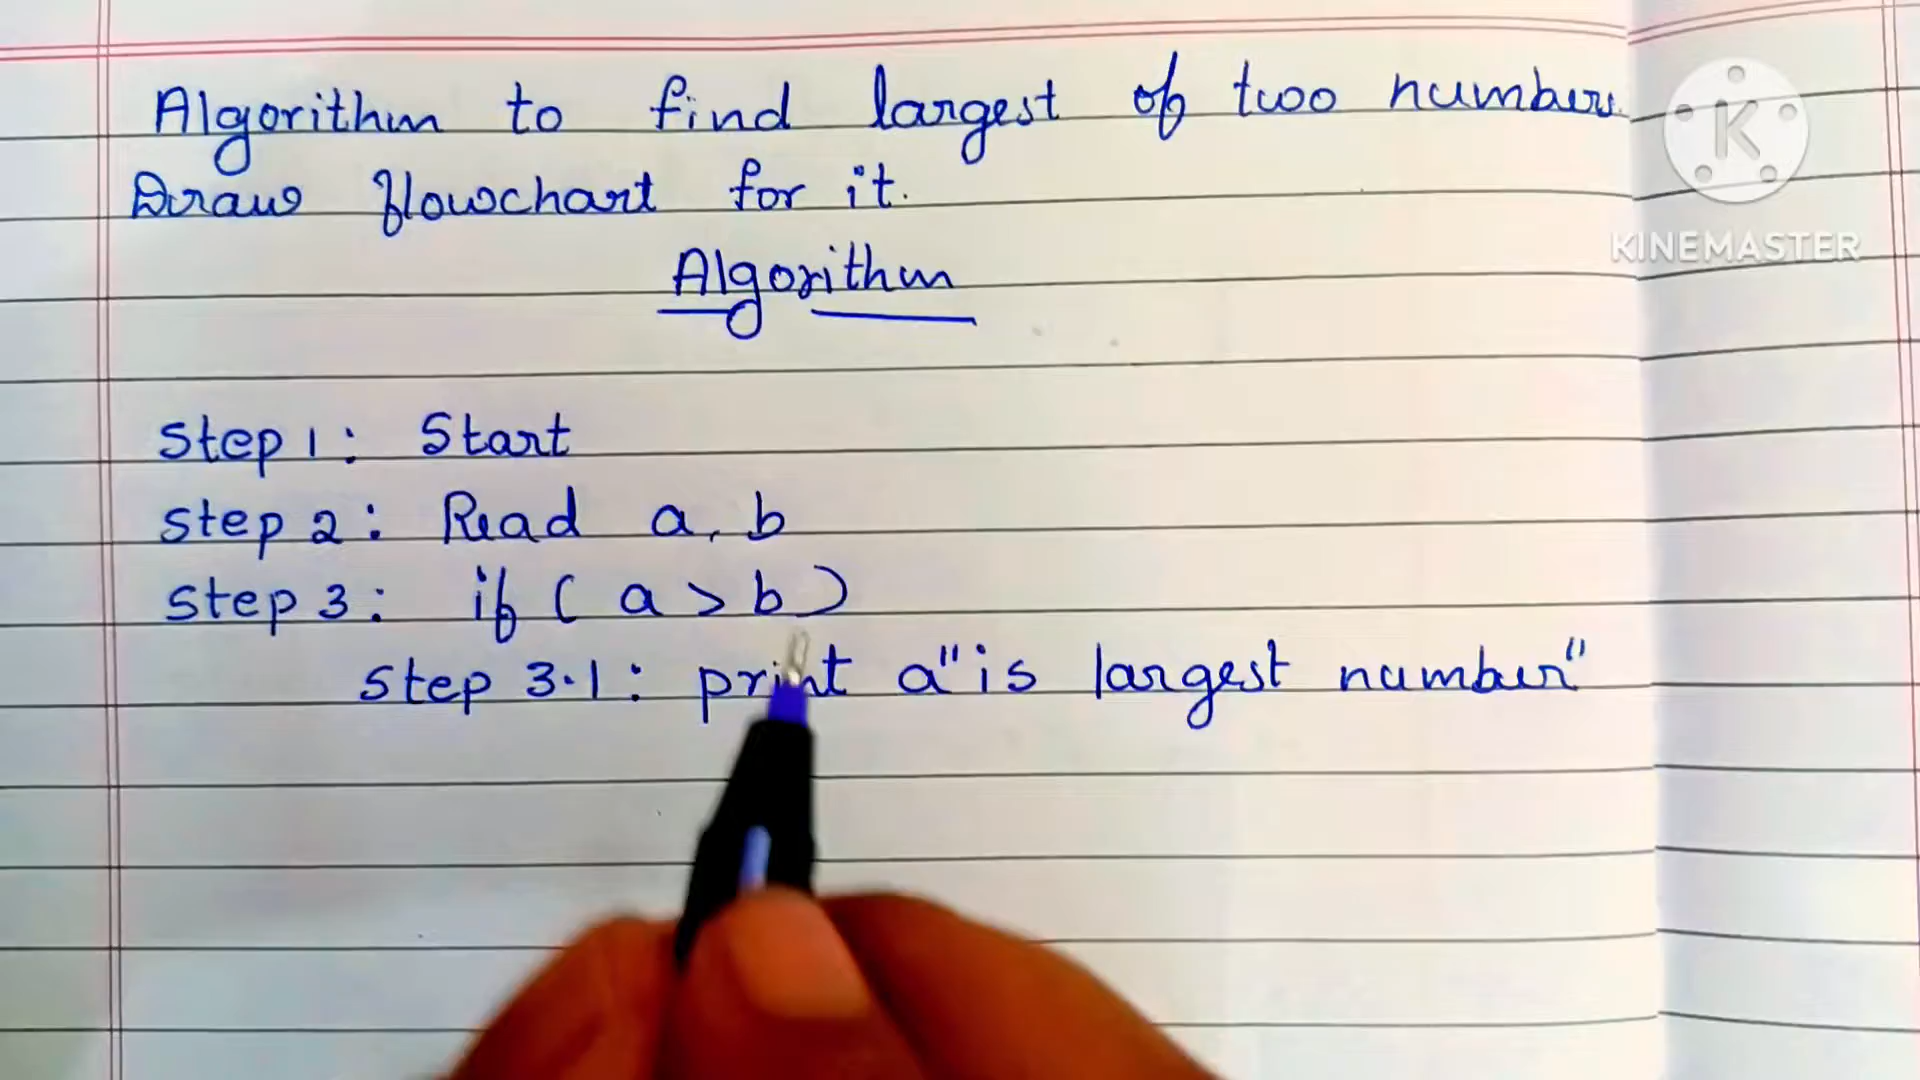 Algorithm to find largest of two numbers.
Draw flowchart for it.
Algorithm
Step 1: Start
Step 2: Read a, b
Step 3: if ( a > b )
Step 3.1: print a "is largest number"
K
KINEMASTER